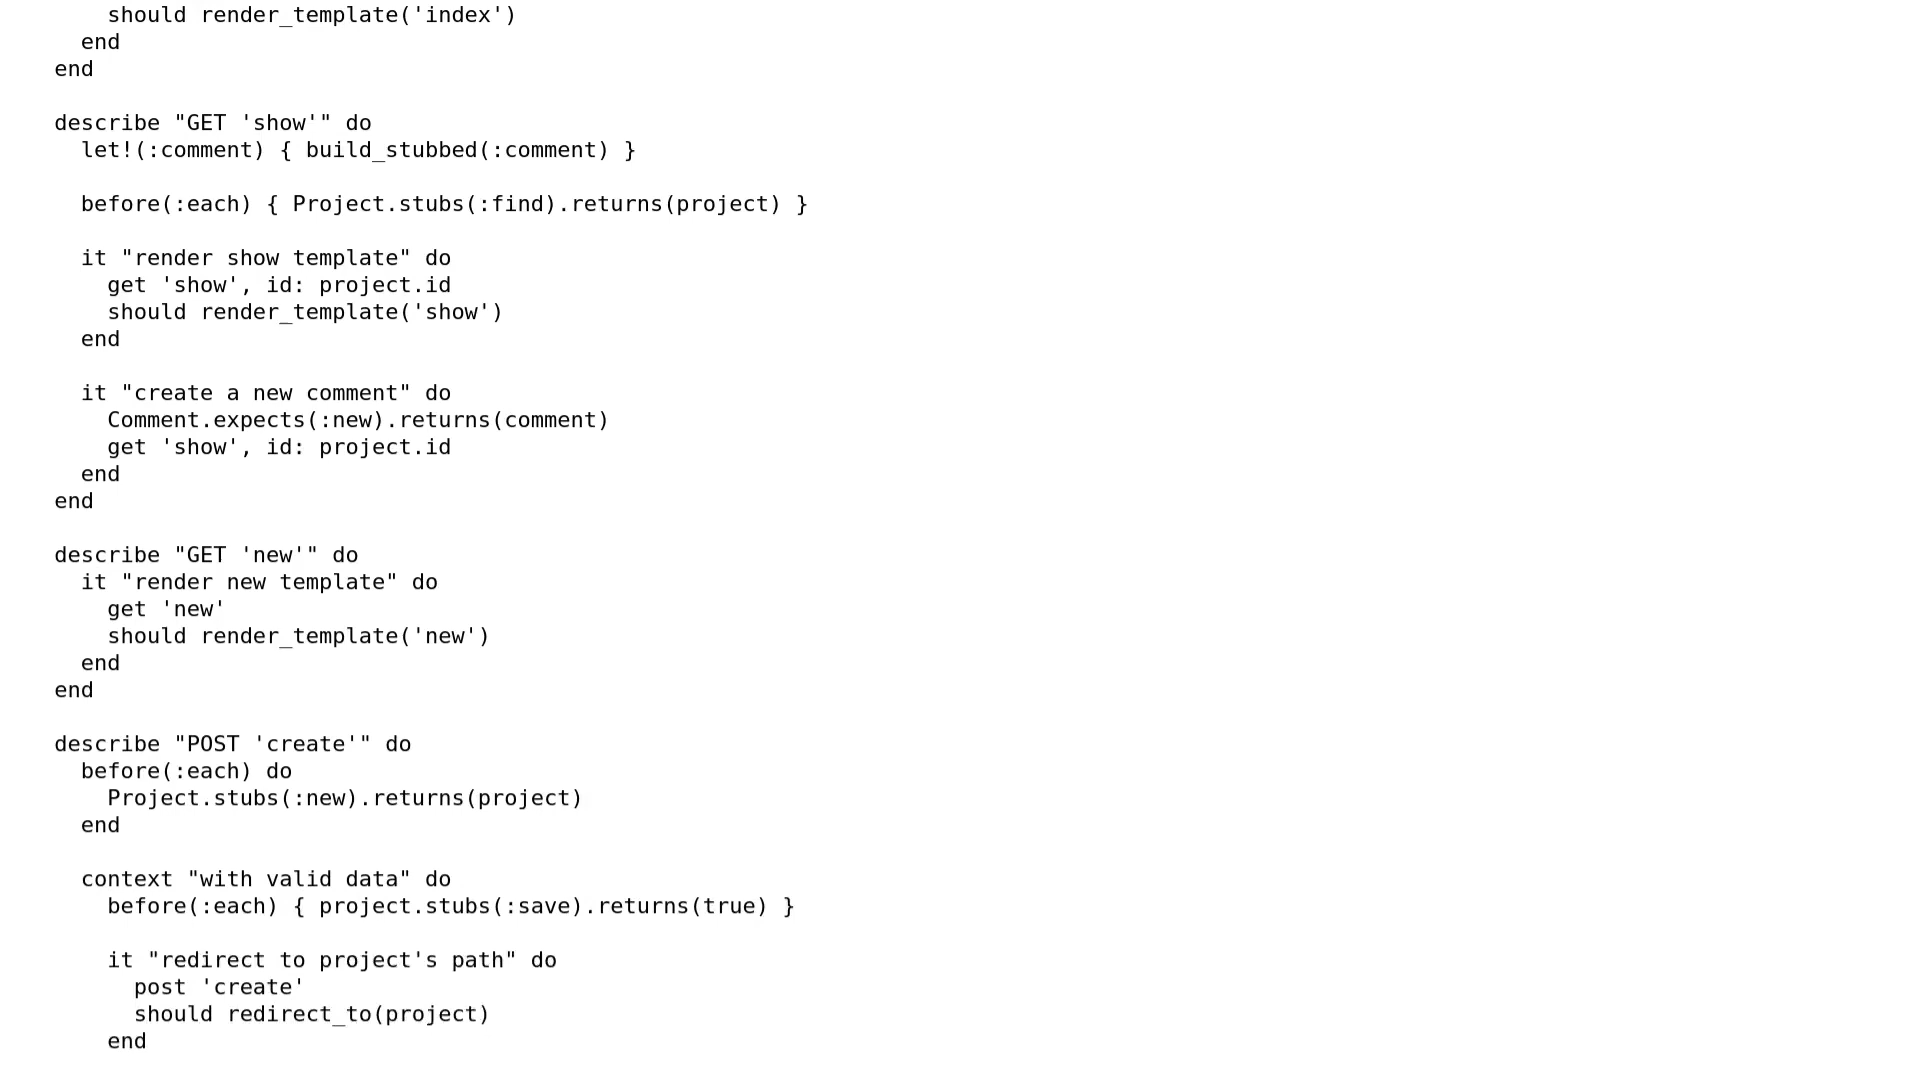 should render_template('index')
      end
    end

    describe "GET 'show'" do
      let!(:comment) { build_stubbed(:comment) }

      before(:each) { Project.stubs(:find).returns(project) }

      it "render show template" do
        get 'show', id: project.id
        should render_template('show')
      end

      it "create a new comment" do
        Comment.expects(:new).returns(comment)
        get 'show', id: project.id
      end
    end

    describe "GET 'new'" do
      it "render new template" do
        get 'new'
        should render_template('new')
      end
    end

    describe "POST 'create'" do
      before(:each) do
        Project.stubs(:new).returns(project)
      end

      context "with valid data" do
        before(:each) { project.stubs(:save).returns(true) }

        it "redirect to project's path" do
          post 'create'
          should redirect_to(project)
        end